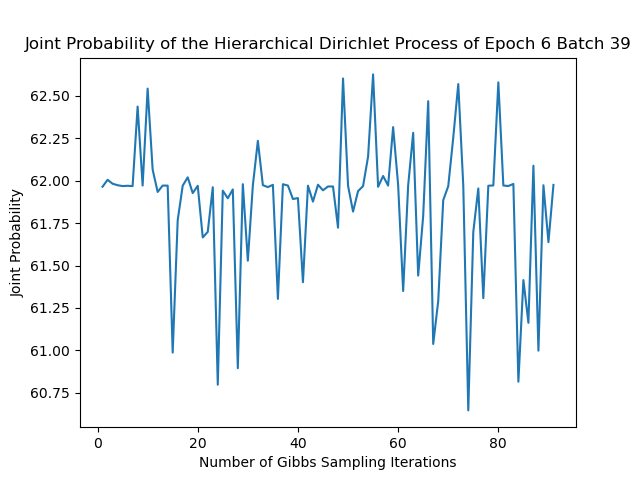 Joint Probability of the Hierarchical Dirichlet Process of Epoch 6 Batch 39
62.50
62.25
62.00
61.75
61.50
61.25
61.00
60.75
Joint Probability
0 20 40 60 80
Number of Gibbs Sampling Iterations